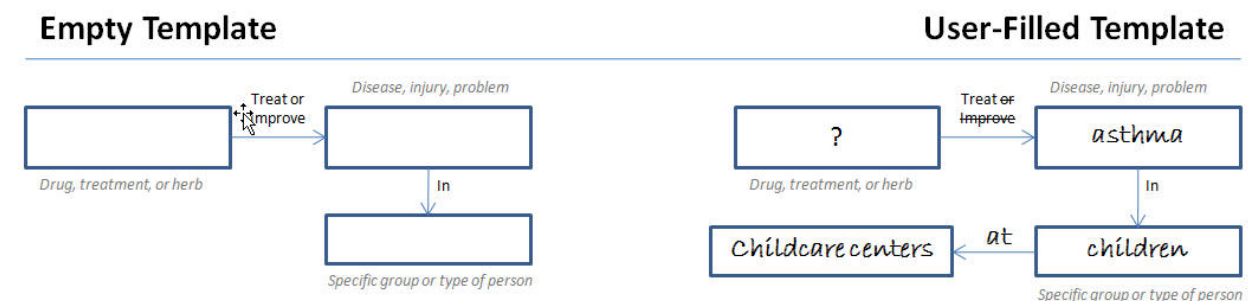 Empty Template
User-Filled Template
Disease, injury, problem
Treat or
Improve
Drug, treatment, or herb
In
Specific group or type of person
Disease, injury, problem
Treat or
Improve
?
asthma
Drug, treatment, or herb
In
Childcare centers
at
children
Specific group or type of person